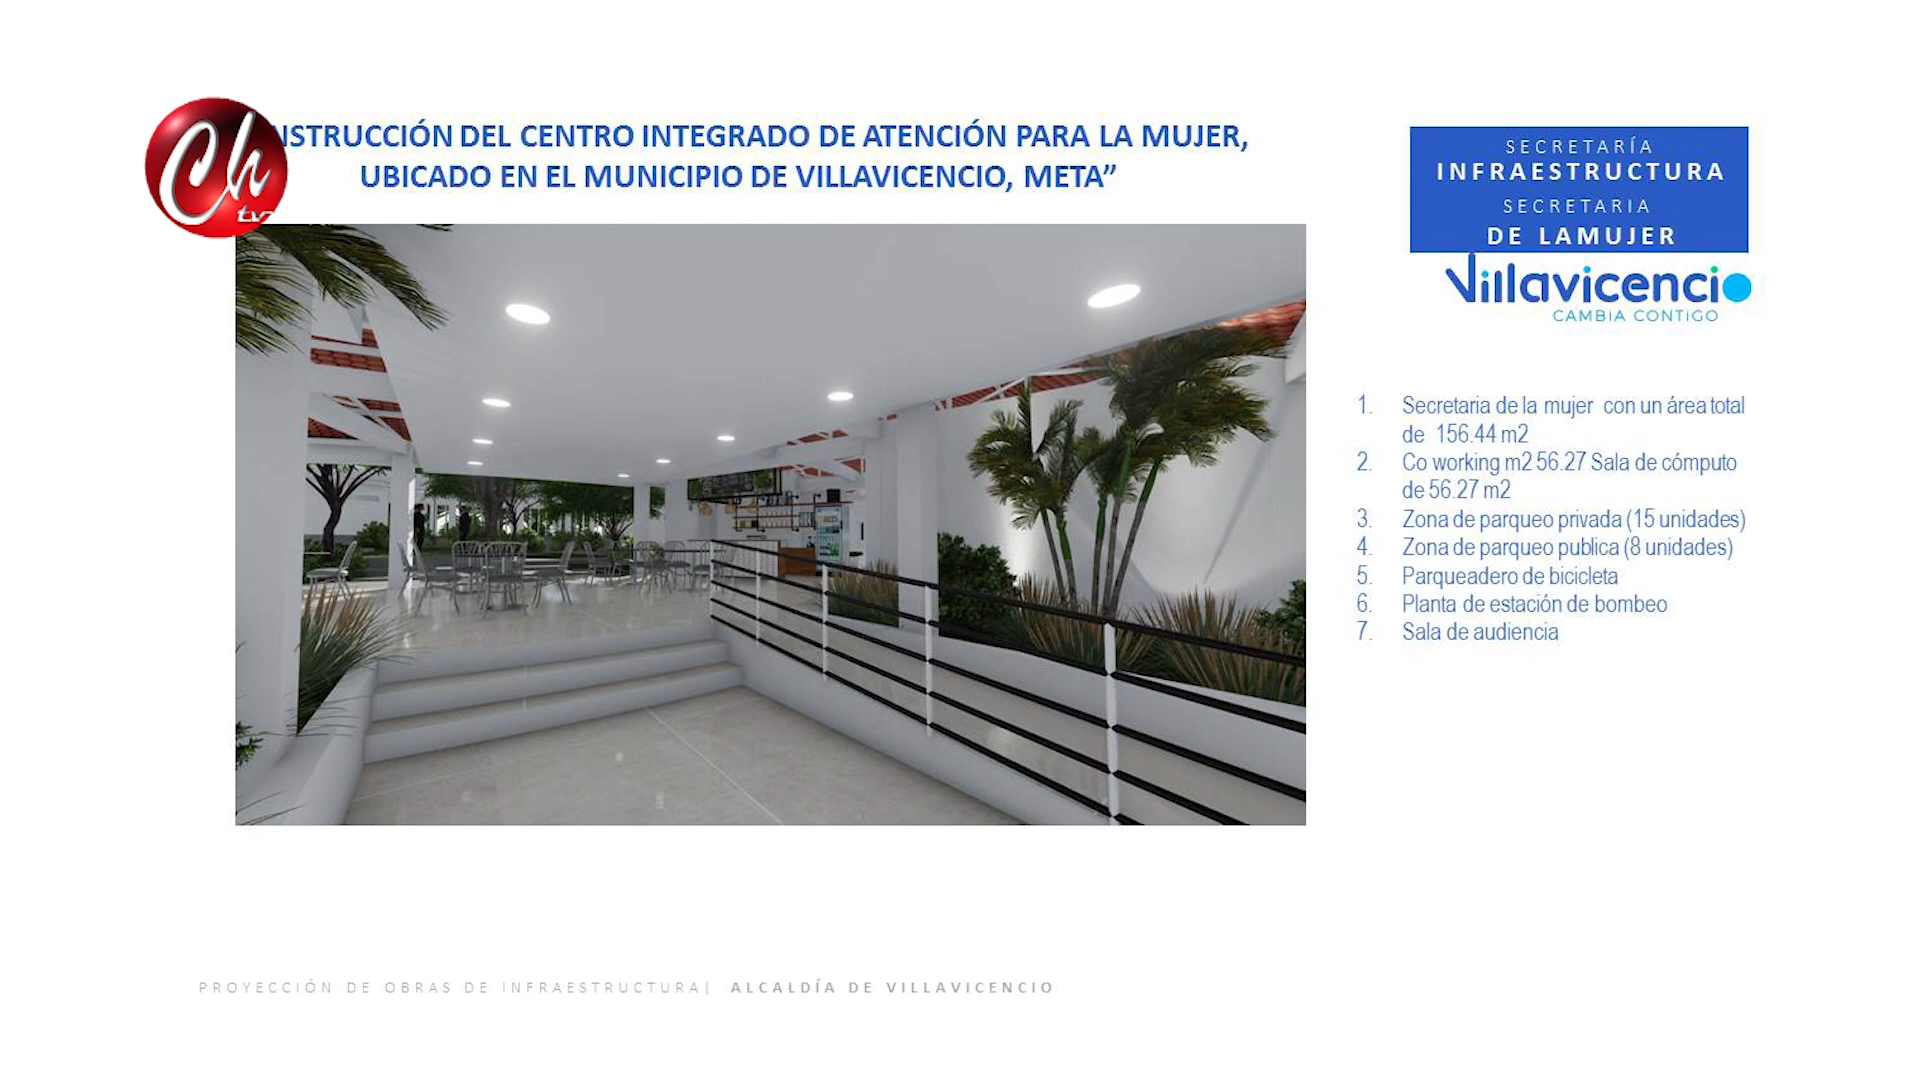 Ch
tv
NSTRUCCIÓN DEL CENTRO INTEGRADO DE ATENCIÓN PARA LA MUJER,
UBICADO EN EL MUNICIPIO DE VILLAVICENCIO, META”
SECRETARÍA
INFRAESTRUCTURA
SECRETARIA
DE LAMUJER
Villavicencio
CAMBIA CONTIGO
1. Secretaria de la mujer con un área total
de 156.44 m2
2. Co working m2 56.27 Sala de cómputo
de 56.27 m2
3. Zona de parqueo privada (15 unidades)
4. Zona de parqueo publica (8 unidades)
5. Parqueadero de bicicleta
6. Planta de estación de bombeo
7. Sala de audiencia
PROYECCIÓN DE OBRAS DE INFRAESTRUCTURA| ALCALDÍA DE VILLAVICENCIO